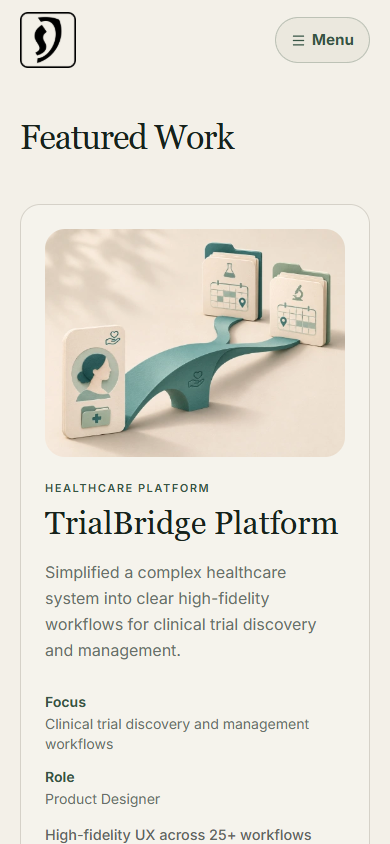 Menu
Featured Work
HEALTHCARE PLATFORM
TrialBridge Platform
Simplified a complex healthcare
system into clear high-fidelity
workflows for clinical trial discovery
and management.
Focus
Clinical trial discovery and management
workflows
Role
Product Designer
High-fidelity UX across 25+ workflows